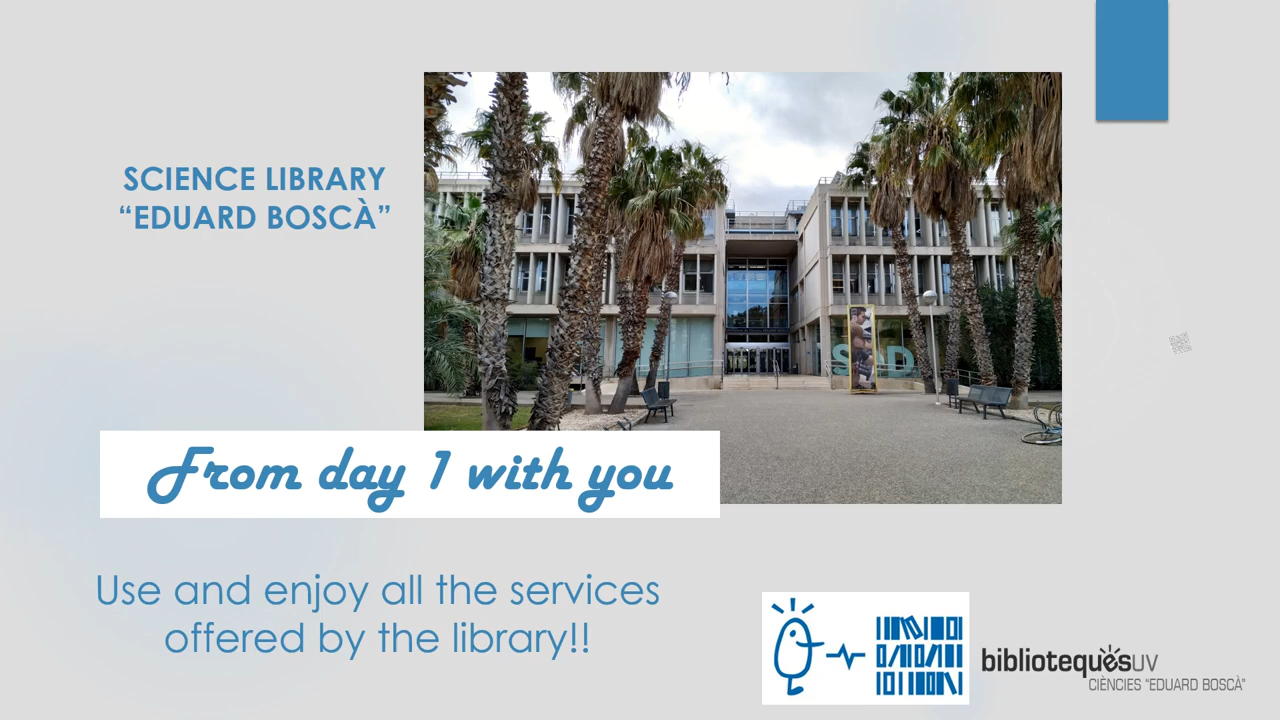 SCIENCE LIBRARY
“EDUARD BOSCÀ”
From day 1 with you
Use and enjoy all the services
offered by the library!!
bibliotequesUV
CIÈNCIES “EDUARD BOSCÀ”